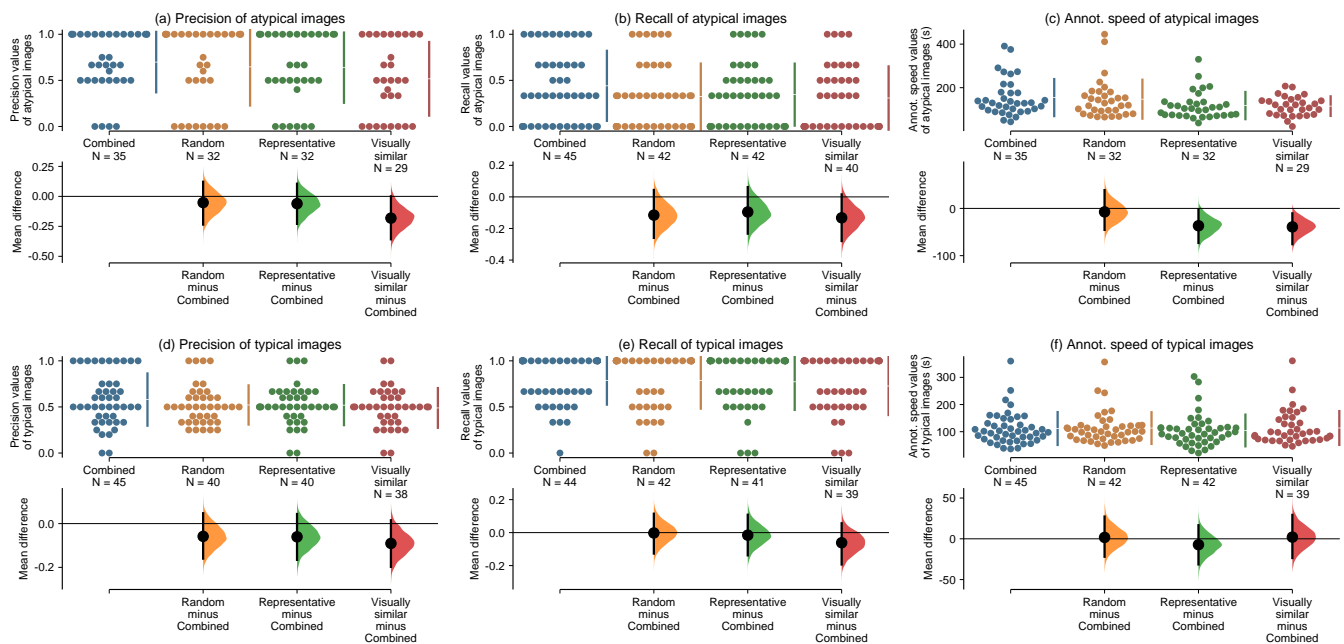 (a) Precision of atypical images
Precision values
of atypical images
1.0
0.5
0.0
Combined
N = 35
Random
N = 32
Representative
N = 32
Visually
similar
N = 29
Mean difference
0.00
-0.25
-0.50
Random
minus
Combined
Representative
minus
Combined
Visually
similar
minus
Combined
(b) Recall of atypical images
Recall values
of atypical images
1.0
0.5
0.0
Combined
N = 45
Random
N = 42
Representative
N = 42
Visually
similar
N = 40
Mean difference
0.2
0.0
-0.2
-0.4
Random
minus
Combined
Representative
minus
Combined
Visually
similar
minus
Combined
(c) Annot. speed of atypical images
Annot. speed values
of atypical images (s)
400
200
Combined
N = 35
Random
N = 32
Representative
N = 32
Visually
similar
N = 29
Mean difference
0
-100
Random
minus
Combined
Representative
minus
Combined
Visually
similar
minus
Combined
(d) Precision of typical images
Precision values
of typical images
1.0
0.5
0.0
Combined
N = 45
Random
N = 40
Representative
N = 40
Visually
similar
N = 38
Mean difference
0.0
-0.2
Random
minus
Combined
Representative
minus
Combined
Visually
similar
minus
Combined
(e) Recall of typical images
Recall values
of typical images
1.0
0.5
0.0
Combined
N = 44
Random
N = 42
Representative
N = 41
Visually
similar
N = 39
Mean difference
0.2
0.0
-0.2
-0.4
Random
minus
Combined
Representative
minus
Combined
Visually
similar
minus
Combined
(f) Annot. speed of typical images
Annot. speed values
of typical images (s)
300
200
100
Combined
N = 45
Random
N = 42
Representative
N = 42
Visually
similar
N = 39
Mean difference
50
0
-50
Random
minus
Combined
Representative
minus
Combined
Visually
similar
minus
Combined